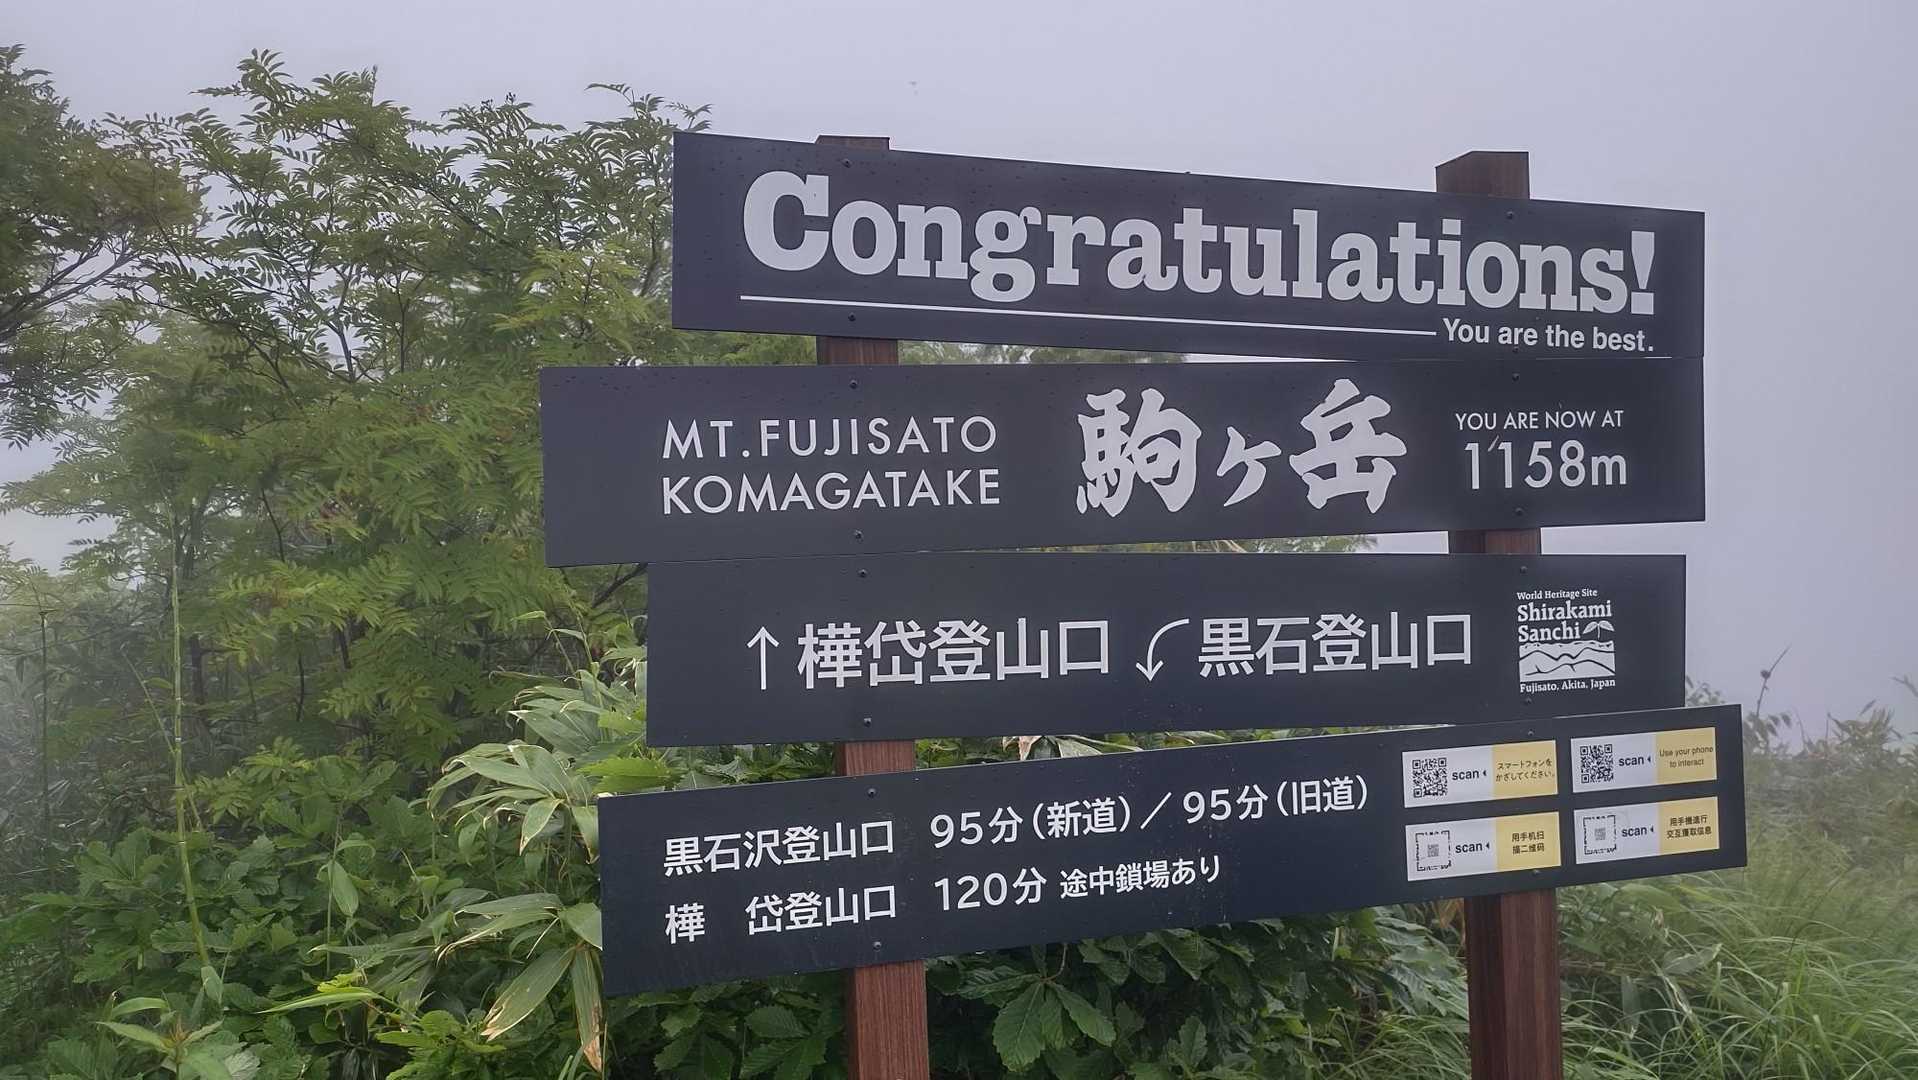 Congratulations!
You are the best.
MT.FUJISATO
KOMAGATAKE
駒ヶ岳
YOU ARE NOW AT
1158m
↑樺岱登山口
黒石登山口
World Heritage Site
Shirakami
Sanchi
Fujisato, Akita, Japan
黒石沢登山口 95分(新道)／95分(旧道)
樺　岱登山口 120分 途中鎖場あり
scan
スマートフォンを
かざしてください。
scan
Use your phone
to interact
scan
用手机扫
描二维码
scan
用手機進行
交互獲取信息